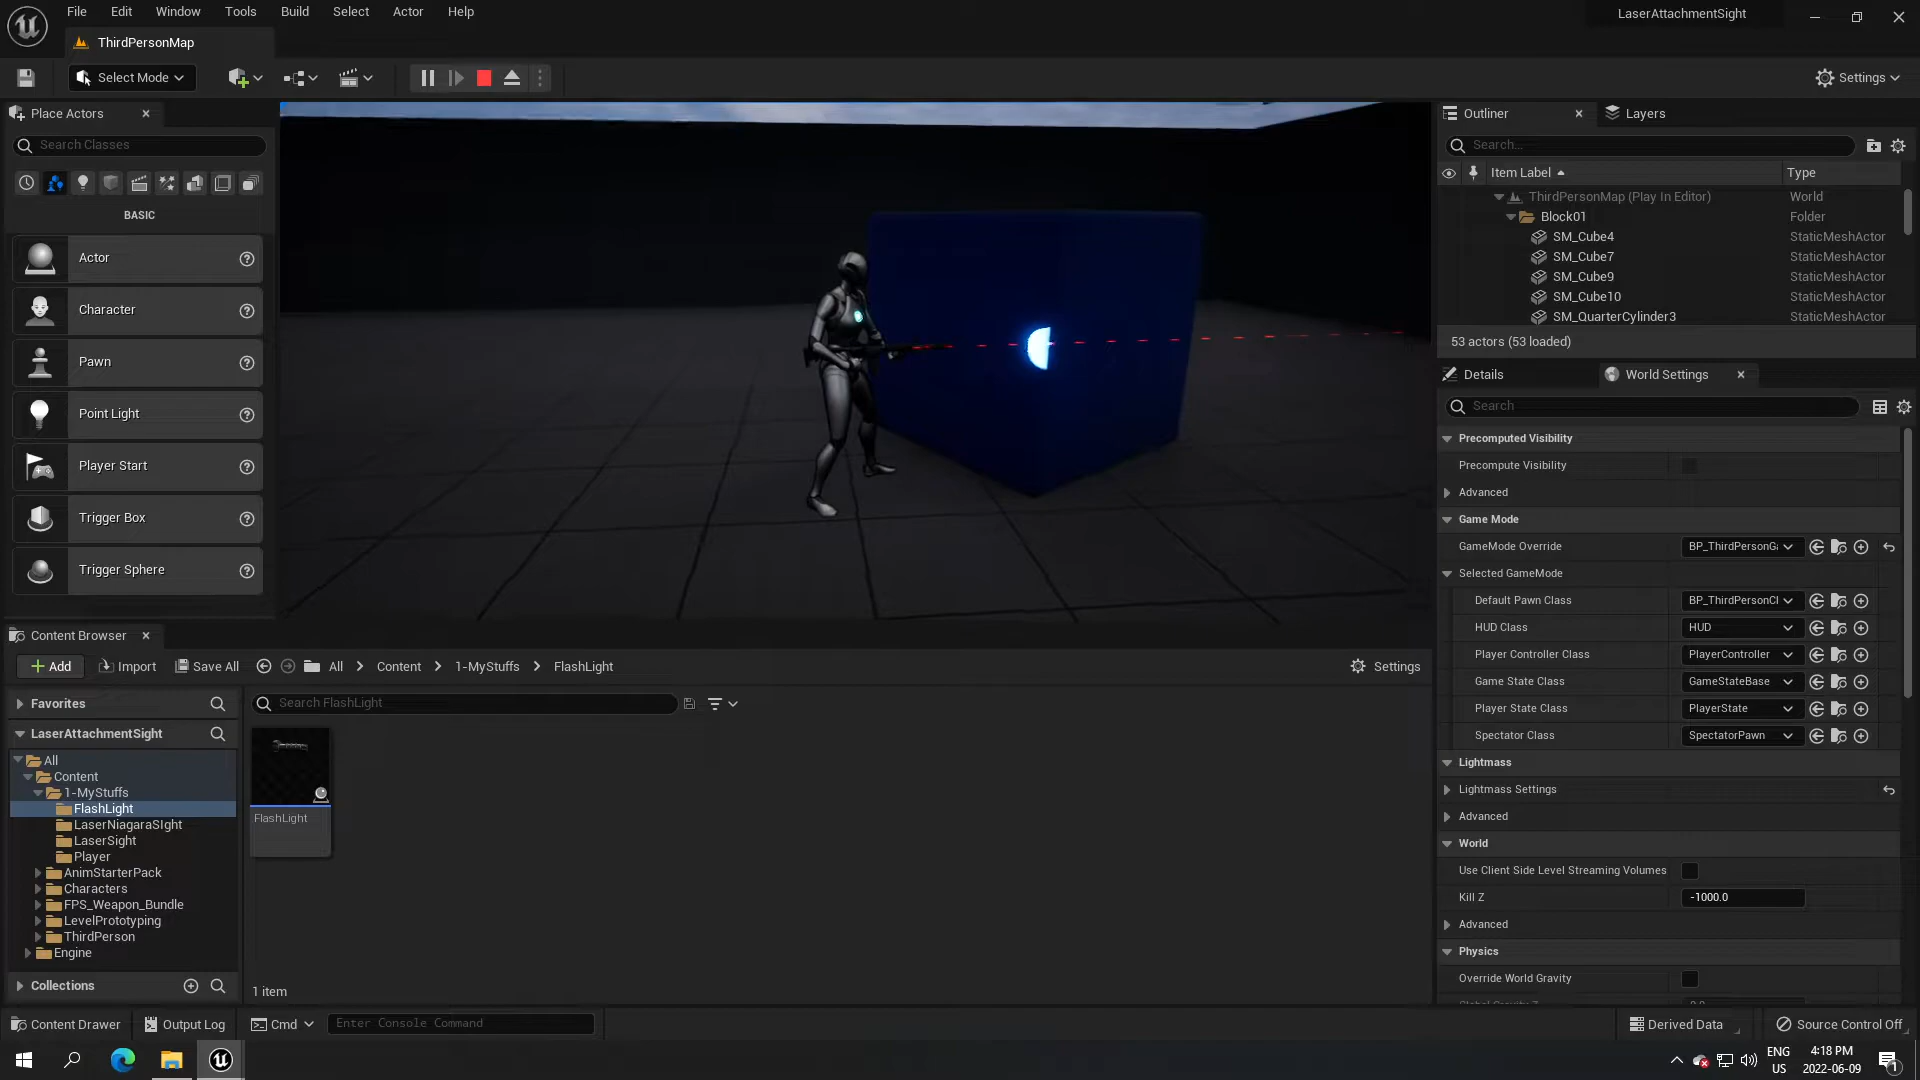 File Edit Window Tools Build Select Actor Help
LaserAttachmentSight
ThirdPersonMap
Select Mode
Settings
Place Actors
Search Classes
BASIC
Actor
Character
Pawn
Point Light
Player Start
Trigger Box
Trigger Sphere
Outliner
Layers
Search...
Item Label
Type
ThirdPersonMap (Play In Editor) World
Block01 Folder
SM_Cube4 StaticMeshActor
SM_Cube7 StaticMeshActor
SM_Cube9 StaticMeshActor
SM_Cube10 StaticMeshActor
SM_QuarterCylinder3 StaticMeshActor
53 actors (53 loaded)
Details
World Settings
Search
Precomputed Visibility
Precompute Visibility
Advanced
Game Mode
GameMode Override BP_ThirdPersonGa
Selected GameMode
Default Pawn Class BP_ThirdPersonCl
HUD Class HUD
Player Controller Class PlayerController
Game State Class GameStateBase
Player State Class PlayerState
Spectator Class SpectatorPawn
Lightmass
Lightmass Settings
Advanced
World
Use Client Side Level Streaming Volumes
Kill Z -1000.0
Advanced
Physics
Override World Gravity
Content Browser
Add Import Save All All Content 1-MyStuffs FlashLight Settings
Favorites
Search FlashLight
LaserAttachmentSight
All
Content
1-MyStuffs
FlashLight
LaserNiagaraSIght
LaserSight
Player
AnimStarterPack
Characters
FPS_Weapon_Bundle
LevelPrototyping
ThirdPerson
Engine
Collections
FlashLight
1 item
Content Drawer Output Log Cmd Enter Console Command Derived Data Source Control Off
ENG
US
4:18 PM
2022-06-09
1